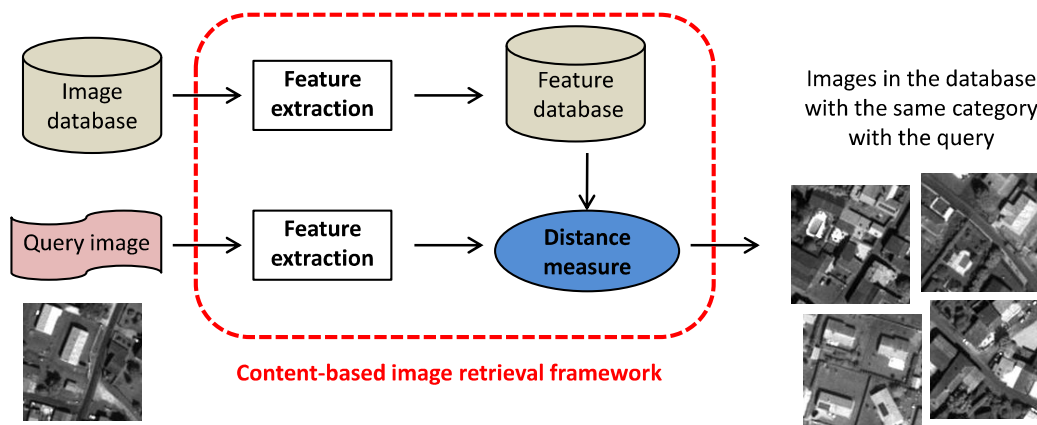 Image
database
Feature
extraction
Feature
database
Images in the database
with the same category
with the query
Query image
Feature
extraction
Distance
measure
Content-based image retrieval framework